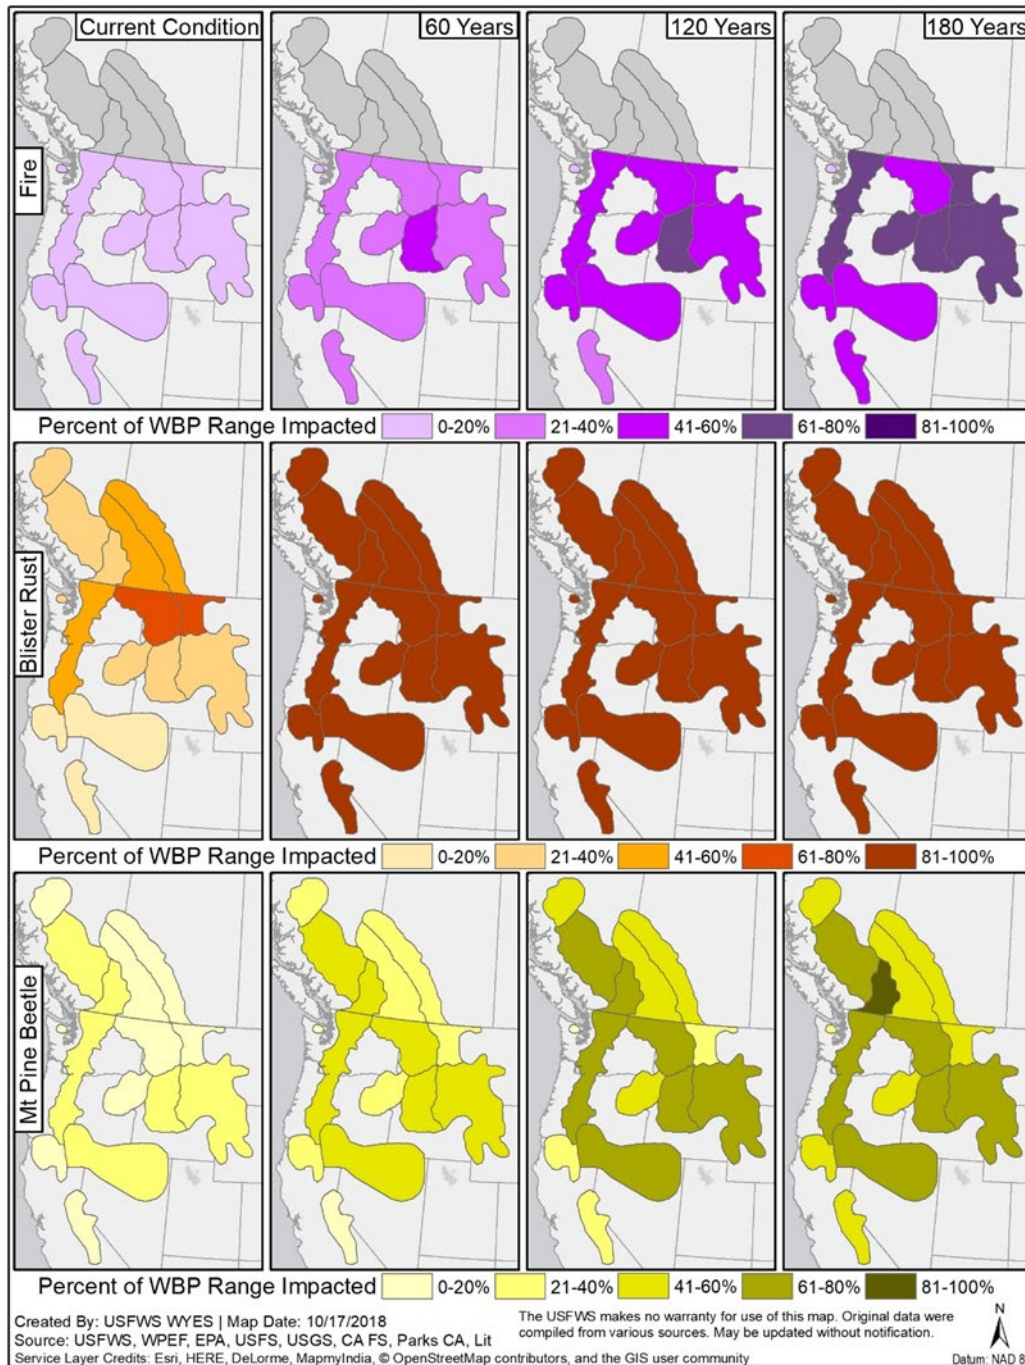 Current Condition
60 Years
120 Years
180 Years
Fire
Percent of WBP Range Impacted 0-20% 21-40% 41-60% 61-80% 81-100%
Blister Rust
Percent of WBP Range Impacted 0-20% 21-40% 41-60% 61-80% 81-100%
Mt Pine Beetle
Percent of WBP Range Impacted 0-20% 21-40% 41-60% 61-80% 81-100%
Created By: USFWS WYES | Map Date: 10/17/2018
Source: USFWS, WPEF, EPA, USFS, USGS, CA FS, Parks CA, Lit
Service Layer Credits: Esri, HERE, DeLorme, MapmyIndia, © OpenStreetMap contributors, and the GIS user community
The USFWS makes no warranty for use of this map. Original data were
compiled from various sources. May be updated without notification.
N
Datum: NAD 8